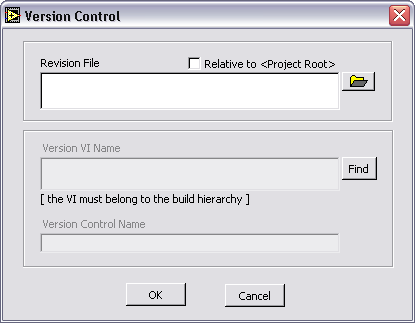 Version Control
Revision File
Relative to <Project Root>
Version VI Name
Find
[ the VI must belong to the build hierarchy ]
Version Control Name
OK
Cancel